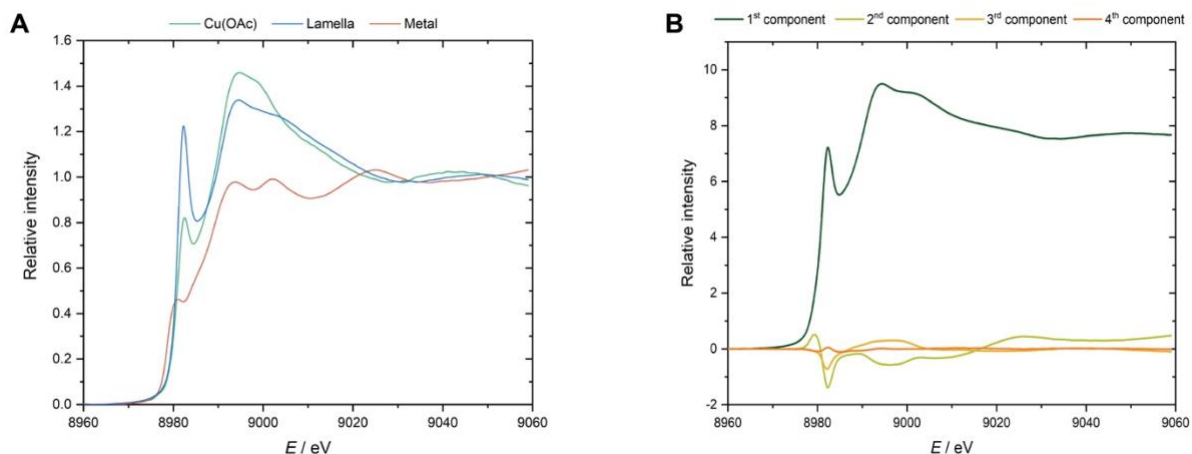 A
Cu(OAc) Lamella Metal
1.6
1.4
1.2
1.0
0.8
0.6
0.4
0.2
0.0
Relative intensity
8960 8980 9000 9020 9040 9060
E / eV
B
1st component 2nd component 3rd component 4th component
10
8
6
4
2
0
-2
Relative intensity
8960 8980 9000 9020 9040 9060
E / eV